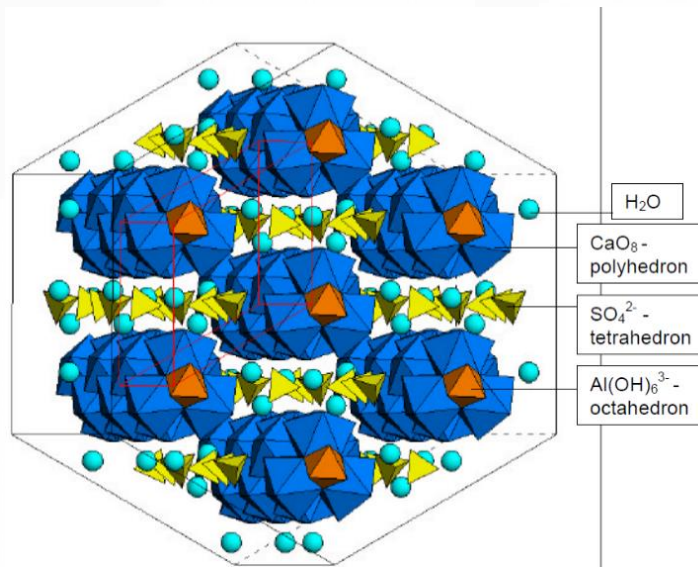 H₂O
CaO₈ -
polyhedron
SO₄²⁻ -
tetrahedron
Al(OH)₆³⁻ -
octahedron